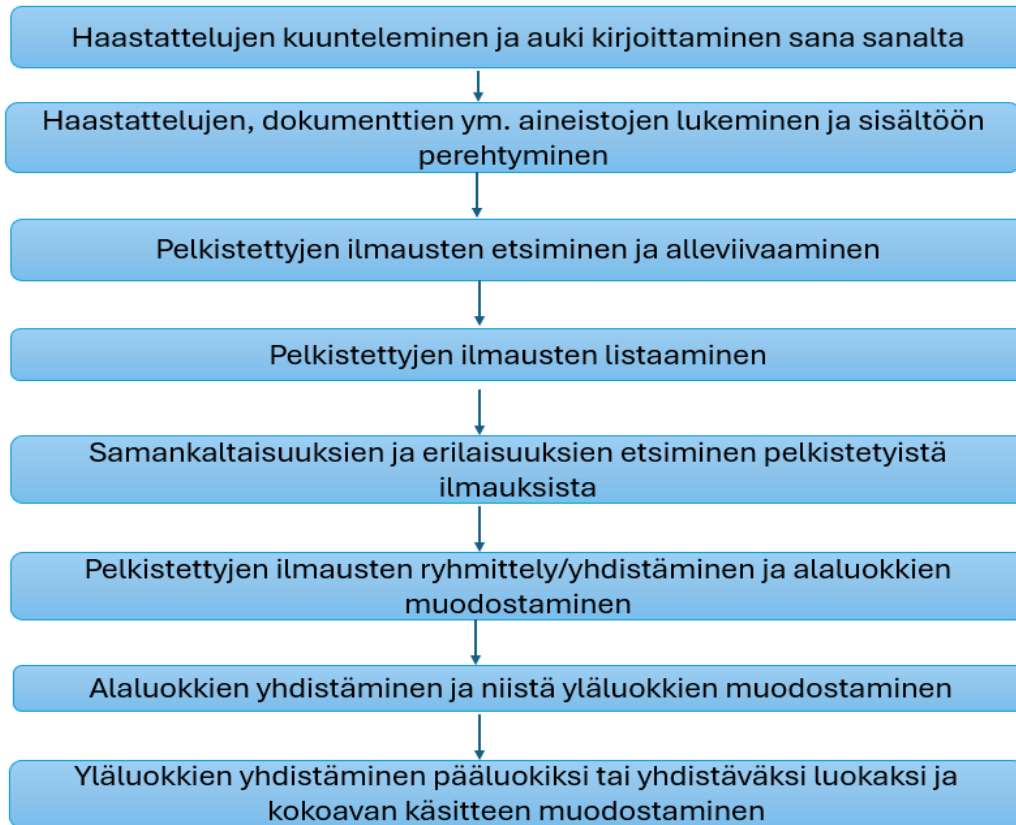 Haastattelujen kuunteleminen ja auki kirjoittaminen sana sanalta
Haastattelujen, dokumenttien ym. aineistojen lukeminen ja sisältöön
perehtyminen
Pelkistettyjen ilmausten etsiminen ja alleviivaaminen
Pelkistettyjen ilmausten listaaminen
Samankaltaisuuksien ja erilaisuuksien etsiminen pelkistetyistä
ilmauksista
Pelkistettyjen ilmausten ryhmittely/yhdistäminen ja alaluokkien
muodostaminen
Alaluokkien yhdistäminen ja niistä yläluokkien muodostaminen
Yläluokkien yhdistäminen pääluokiksi tai yhdistäväksi luokaksi ja
kokoavan käsitteen muodostaminen